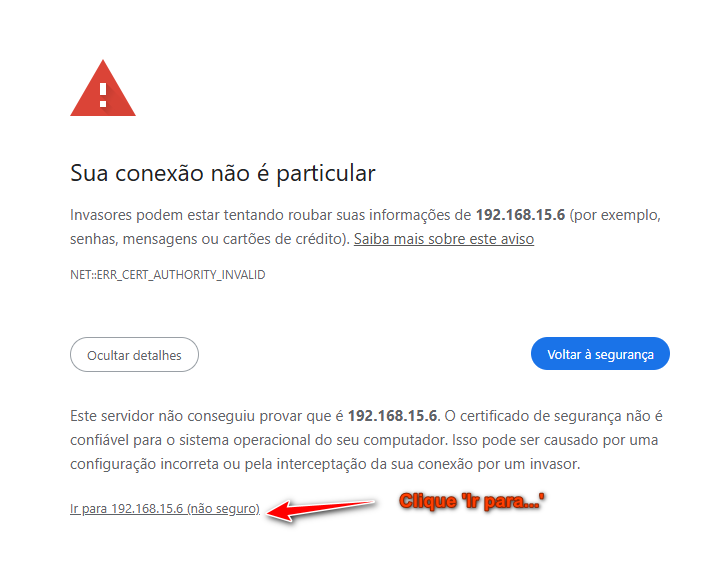 Sua conexão não é particular
Invasores podem estar tentando roubar suas informações de 192.168.15.6 (por exemplo,
senhas, mensagens ou cartões de crédito). Saiba mais sobre este aviso
NET::ERR_CERT_AUTHORITY_INVALID
Ocultar detalhes
Voltar à segurança
Este servidor não conseguiu provar que é 192.168.15.6. O certificado de segurança não é
confiável para o sistema operacional do seu computador. Isso pode ser causado por uma
configuração incorreta ou pela interceptação da sua conexão por um invasor.
Ir para 192.168.15.6 (não seguro)
Clique 'Ir para...'